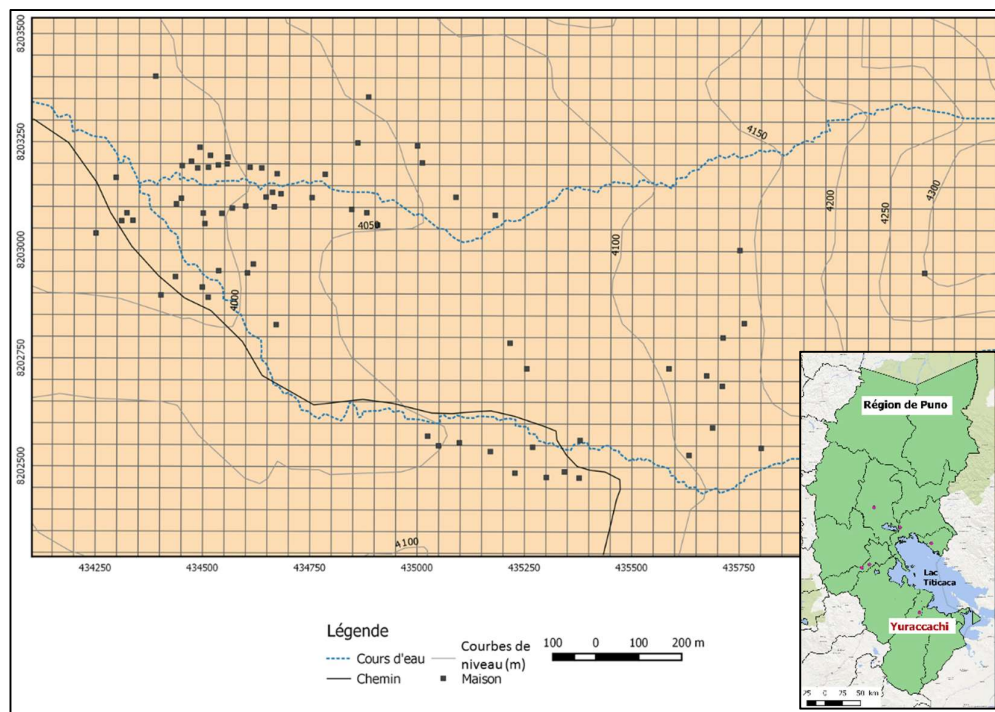 8203500
8203250
8203000
8202750
8202500
4150
4200
4250
4300
4050
4100
4000
4100
434250
434500
434750
435000
435250
435500
435750
Légende
Cours d'eau
Chemin
Courbes de
niveau (m)
Maison
100 0 100 200 m
Région de Puno
Lac
Titicaca
Yuraccachi
25 0 25 50 km